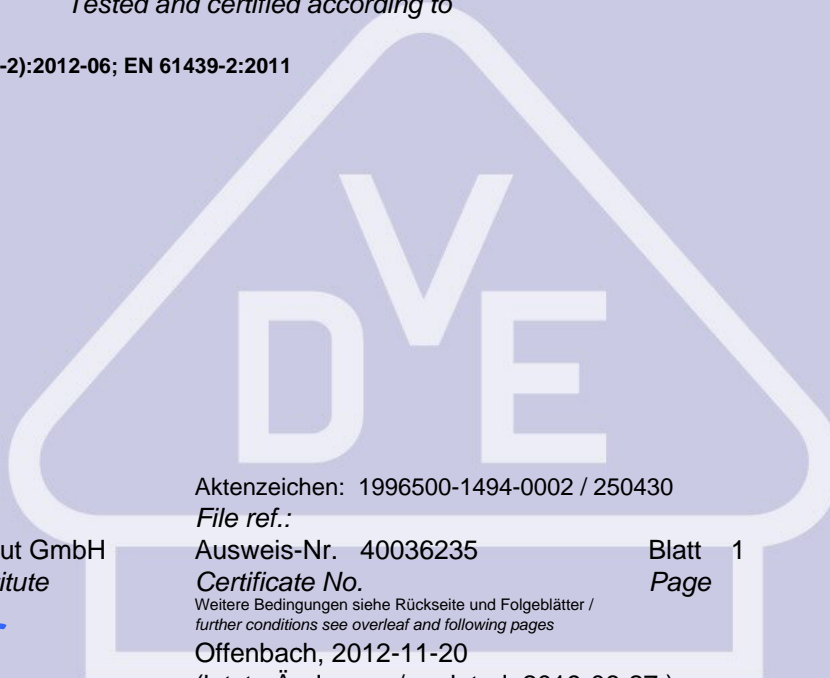 Tested and certified according to
-2):2012-06; EN 61439-2:2011
VDE
Aktenzeichen: 1996500-1494-0002 / 250430
File ref.:
ut GmbH Ausweis-Nr. 40036235 Blatt 1
itute Certificate No. Page
Weitere Bedingungen siehe Rückseite und Folgeblätter /
further conditions see overleaf and following pages
Offenbach, 2012-11-20